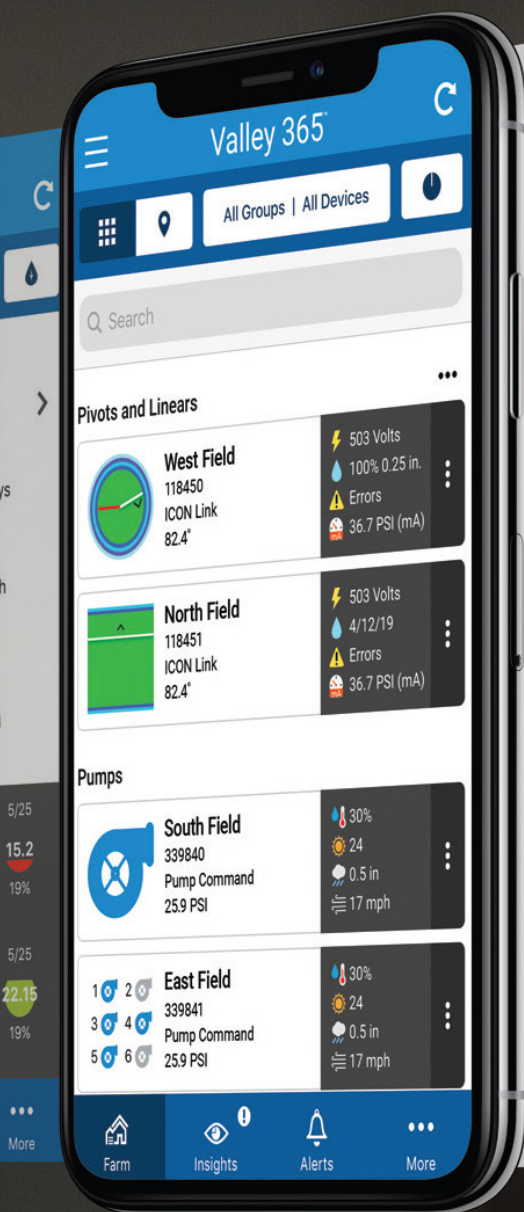 Valley 365™
All Groups | All Devices
Search
Pivots and Linears
West Field
118450
ICON Link
82.4°
503 Volts
100% 0.25 in.
Errors
36.7 PSI (mA)
mA
North Field
118451
ICON Link
82.4°
503 Volts
4/12/19
Errors
36.7 PSI (mA)
mA
Pumps
South Field
339840
Pump Command
25.9 PSI
30%
24
0.5 in
17 mph
1 2
3 4
5 6
East Field
339841
Pump Command
25.9 PSI
30%
24
0.5 in
17 mph
Farm
Insights
!
Alerts
More
ys
h
5/25
15.2
19%
5/25
22.15
19%
More